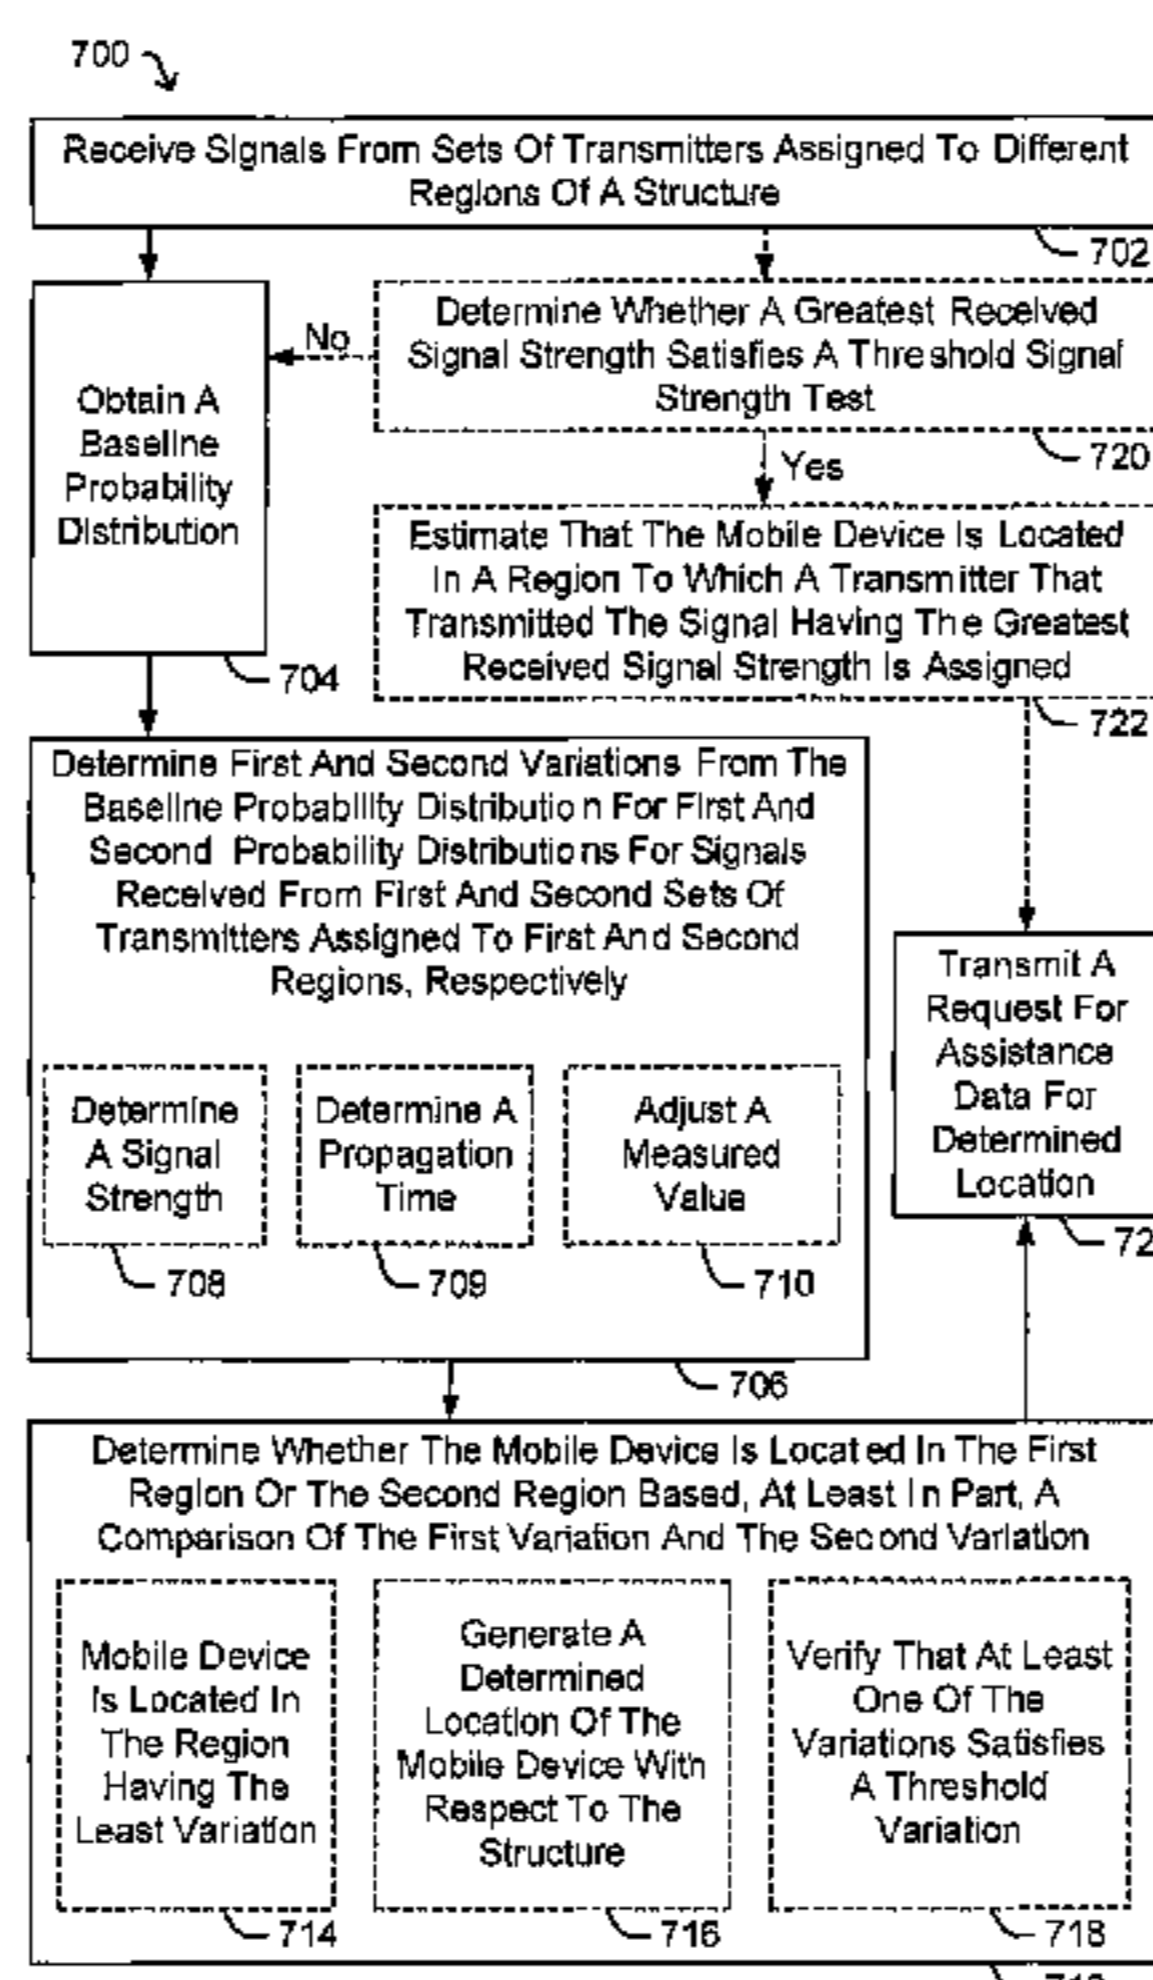 700
Receive Signals From Sets Of Transmitters Assigned To Different
Regions Of A Structure
702
Determine Whether A Greatest Received
Signal Strength Satisfies A Threshold Signal
Strength Test
720
No
Obtain A
Baseline
Probability
Distribution
704
Yes
Estimate That The Mobile Device Is Located
In A Region To Which A Transmitter That
Transmitted The Signal Having The Greatest
Received Signal Strength Is Assigned
722
Determine First And Second Variations From The
Baseline Probability Distribution For First And
Second Probability Distributions For Signals
Received From First And Second Sets Of
Transmitters Assigned To First And Second
Regions, Respectively
Determine
A Signal
Strength
708
Determine A
Propagation
Time
709
Adjust A
Measured
Value
710
706
Transmit A
Request For
Assistance
Data For
Determined
Location
72
Determine Whether The Mobile Device Is Located In The First
Region Or The Second Region Based, At Least In Part, A
Comparison Of The First Variation And The Second Variation
Mobile Device
Is Located In
The Region
Having The
Least Variation
714
Generate A
Determined
Location Of The
Mobile Device With
Respect To The
Structure
716
Verify That At Least
One Of The
Variations Satisfies
A Threshold
Variation
718